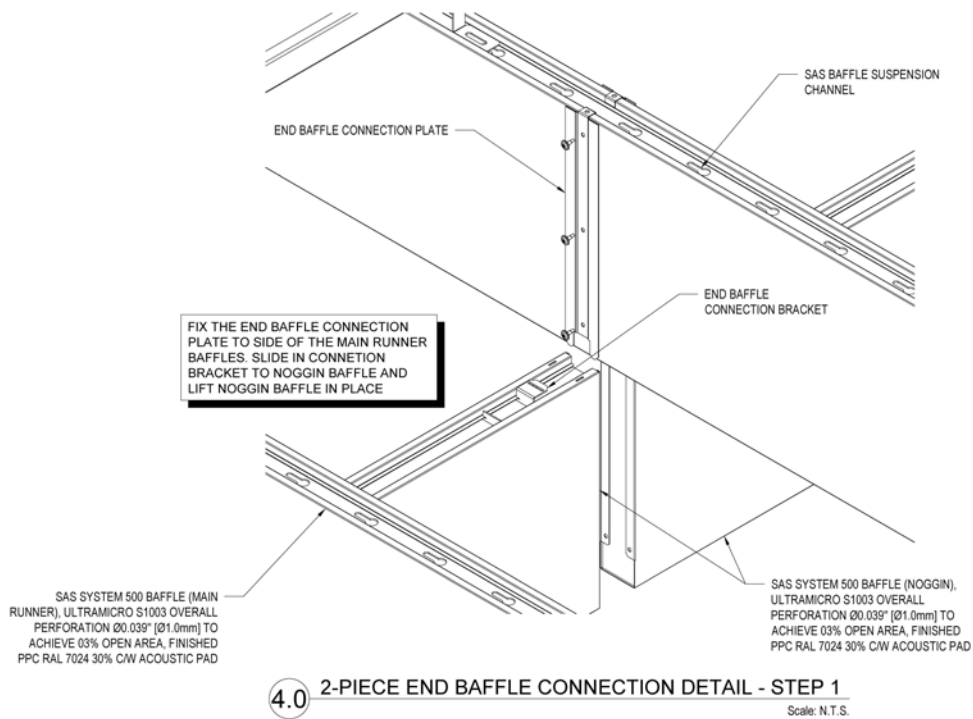 SAS BAFFLE SUSPENSION
CHANNEL
END BAFFLE CONNECTION PLATE
END BAFFLE
CONNECTION BRACKET
FIX THE END BAFFLE CONNECTION
PLATE TO SIDE OF THE MAIN RUNNER
BAFFLES. SLIDE IN CONNETION
BRACKET TO NOGGIN BAFFLE AND
LIFT NOGGIN BAFFLE IN PLACE
SAS SYSTEM 500 BAFFLE (MAIN
RUNNER), ULTRAMICRO S1003 OVERALL
PERFORATION Ø0.039" [Ø1.0mm] TO
ACHIEVE 03% OPEN AREA, FINISHED
PPC RAL 7024 30% C/W ACOUSTIC PAD
SAS SYSTEM 500 BAFFLE (NOGGIN),
ULTRAMICRO S1003 OVERALL
PERFORATION Ø0.039" [Ø1.0mm] TO
ACHIEVE 03% OPEN AREA, FINISHED
PPC RAL 7024 30% C/W ACOUSTIC PAD
4.0 2-PIECE END BAFFLE CONNECTION DETAIL - STEP 1
Scale: N.T.S.